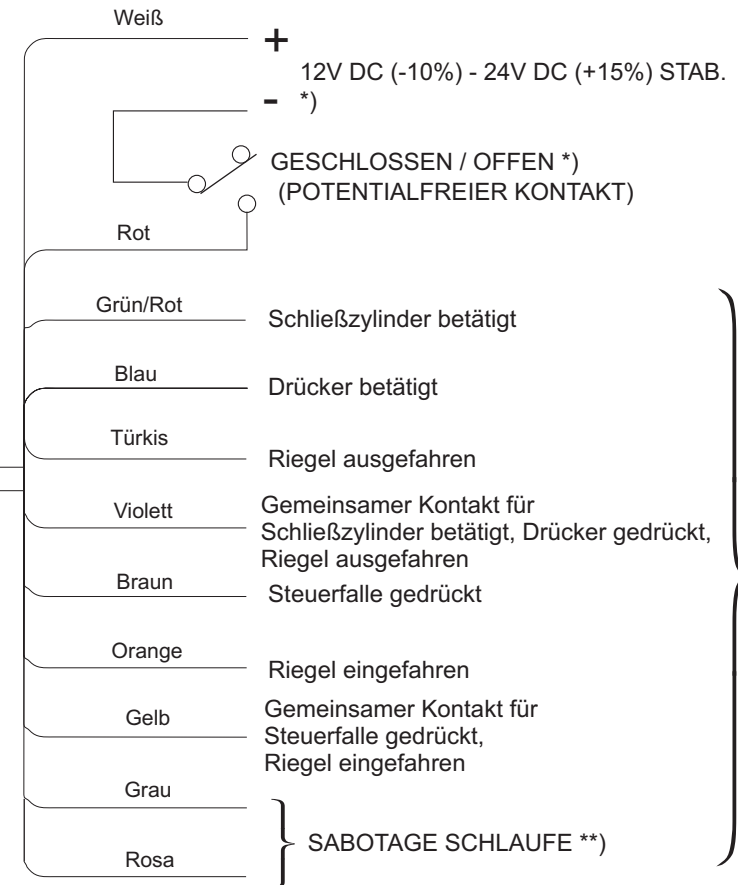 Weiß
+
12V DC (-10%) - 24V DC (+15%) STAB.
- *)
GESCHLOSSEN / OFFEN *)
(POTENTIALFREIER KONTAKT)
Rot
Grün/Rot
Schließzylinder betätigt
Blau
Drücker betätigt
Türkis
Riegel ausgefahren
Violett
Gemeinsamer Kontakt für
Schließzylinder betätigt, Drücker gedrückt,
Riegel ausgefahren
Braun
Steuerfalle gedrückt
Orange
Riegel eingefahren
Gelb
Gemeinsamer Kontakt für
Steuerfalle gedrückt,
Riegel eingefahren
Grau
SABOTAGE SCHLAUFE **)
Rosa